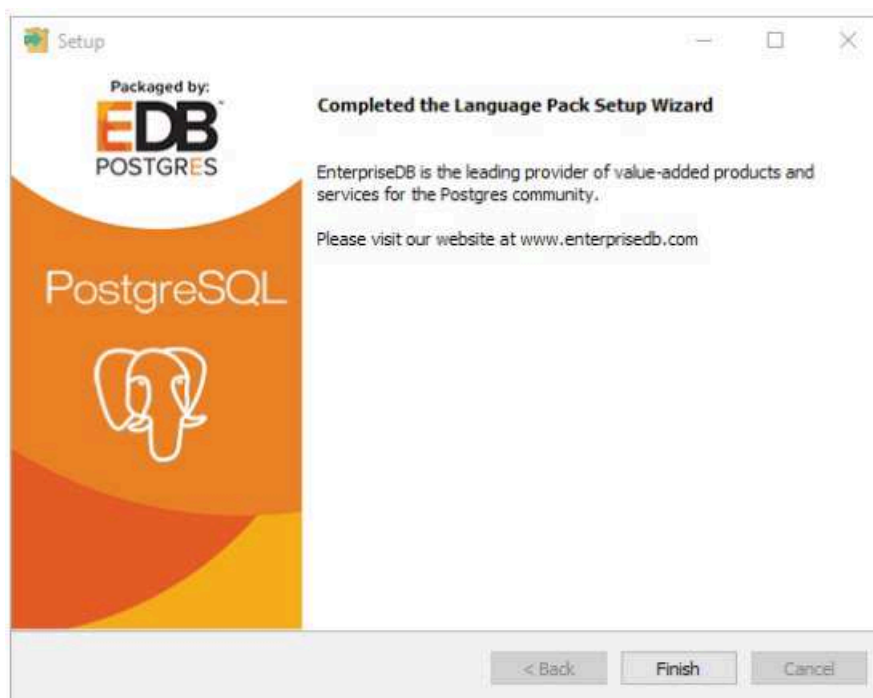 Setup
Packaged by:
EDB
POSTGRES
PostgreSQL
Completed the Language Pack Setup Wizard
EnterpriseDB is the leading provider of value-added products and
services for the Postgres community.
Please visit our website at www.enterprisedb.com
< Back
Finish
Cancel